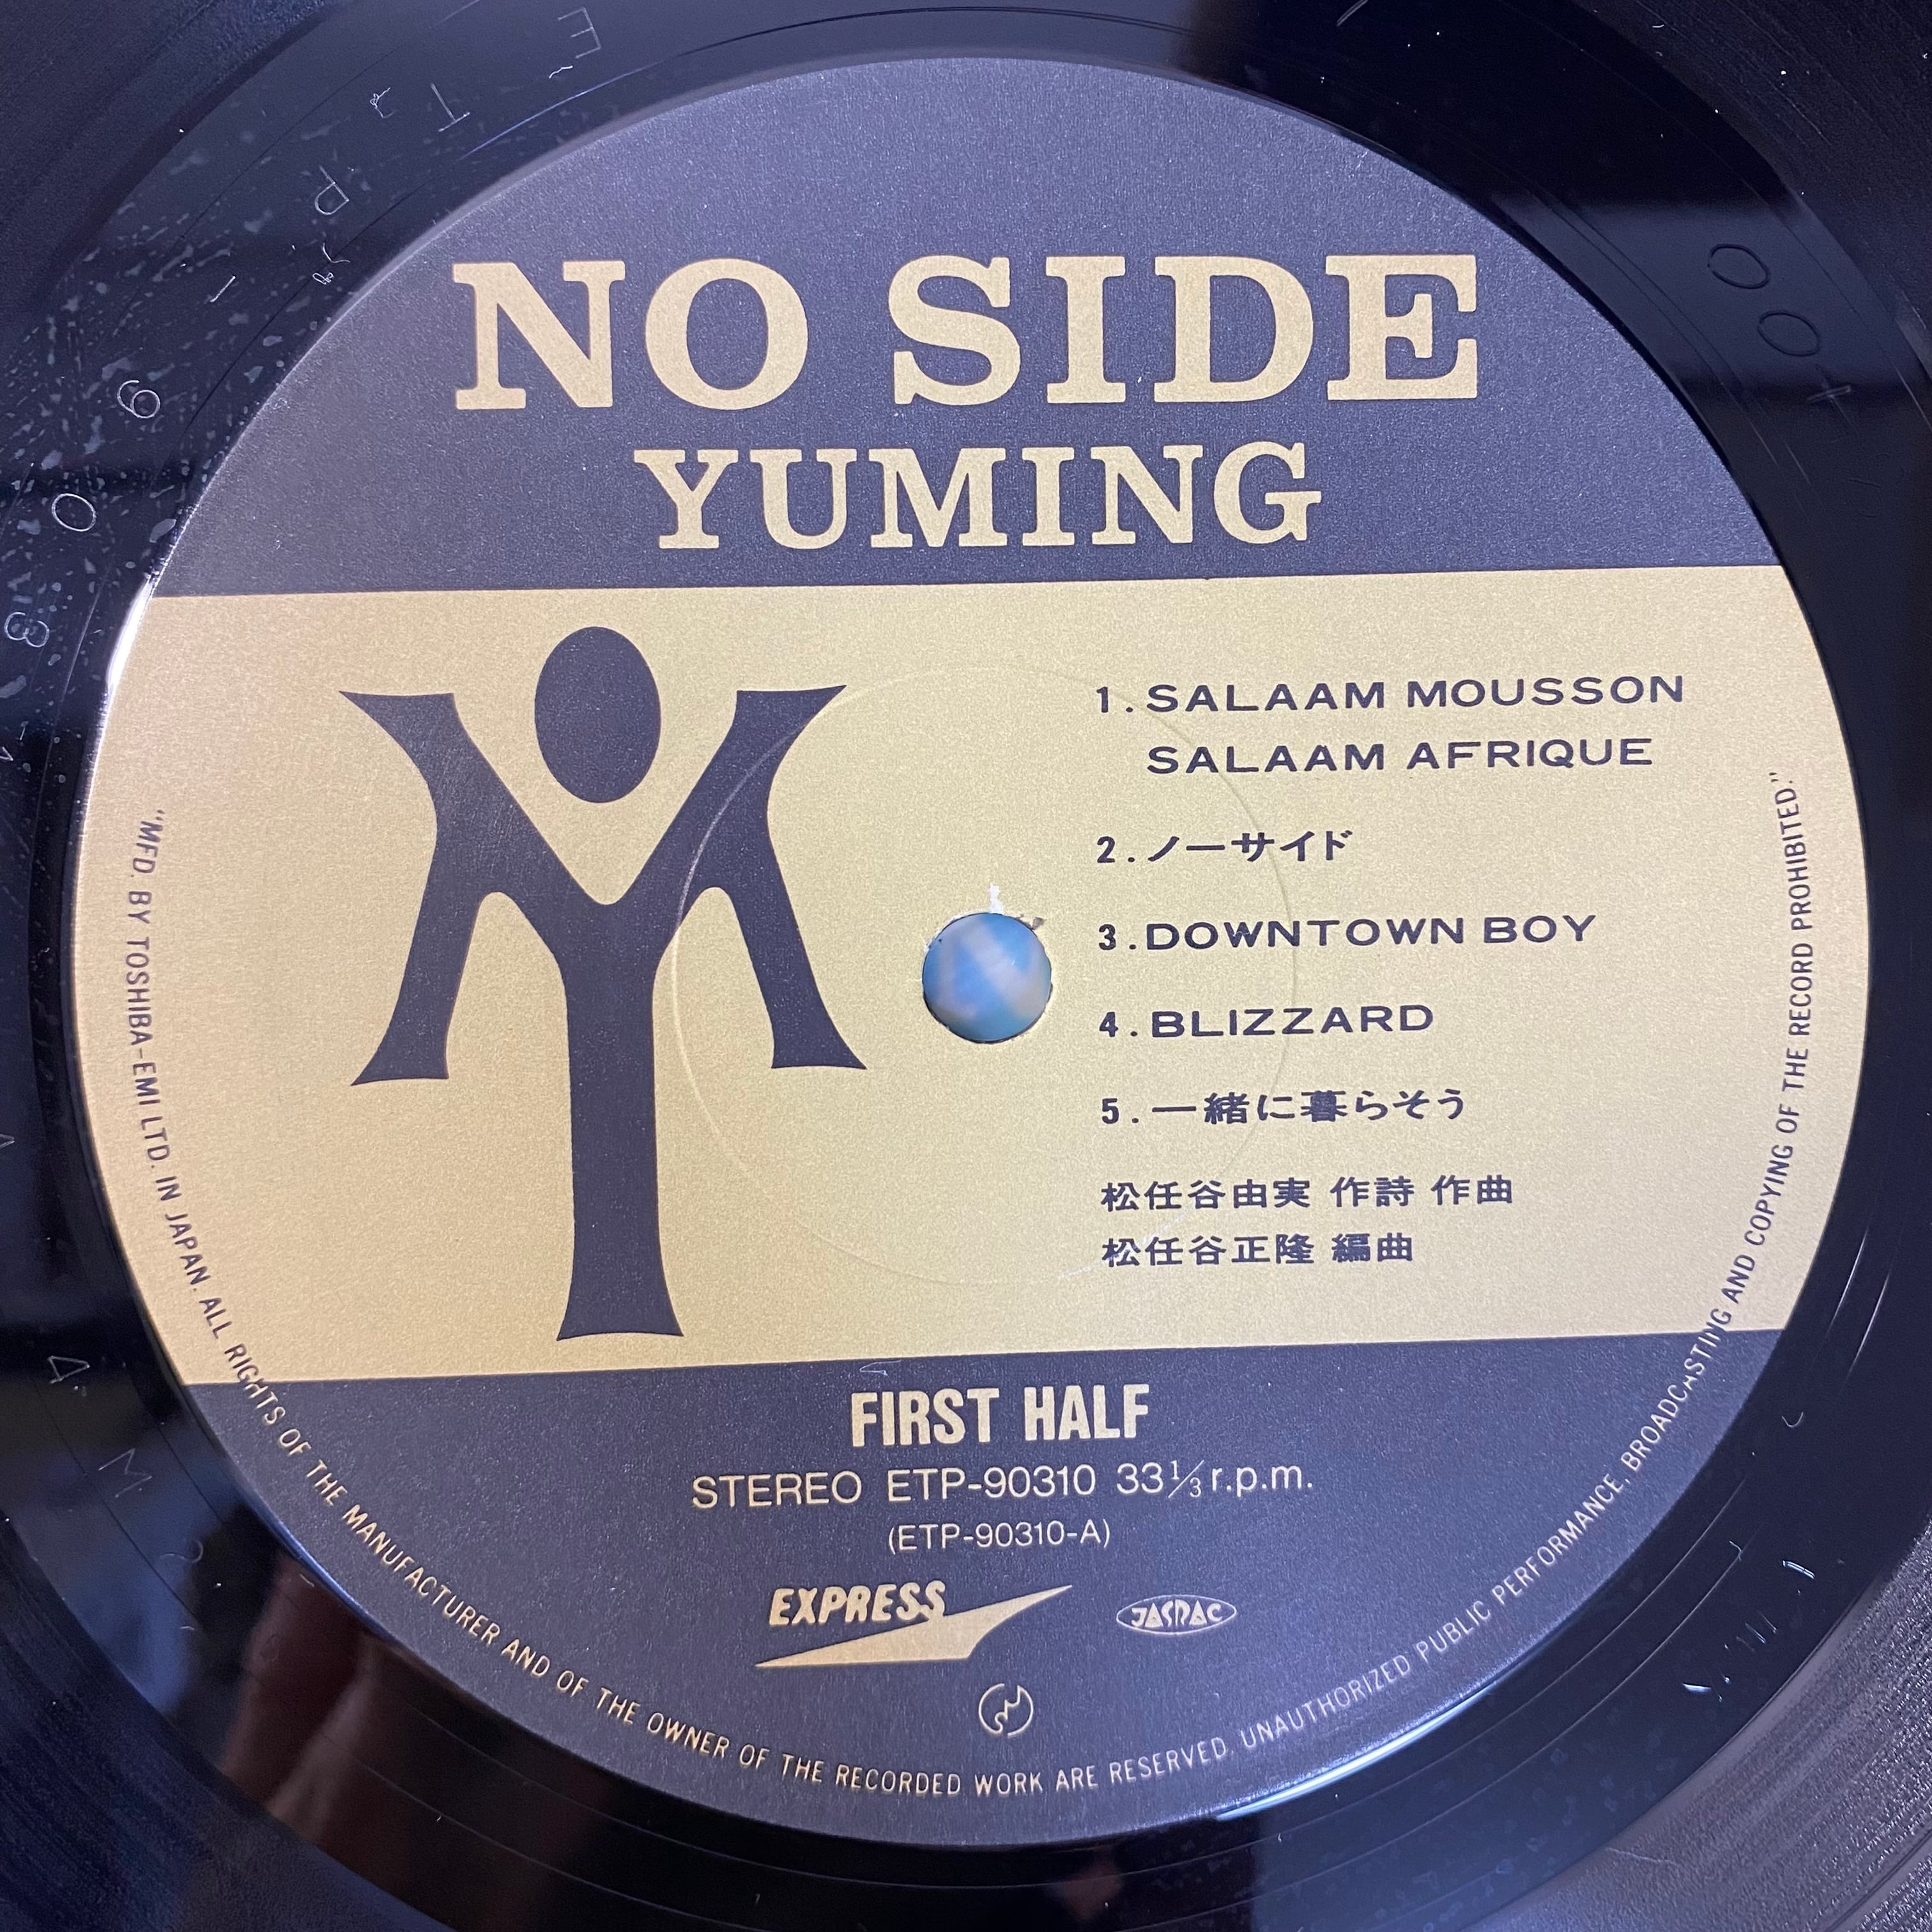 NO SIDE
YUMING
1. SALAAM MOUSSON
SALAAM AFRIQUE
2. ノーサイド
3. DOWNTOWN BOY
4. BLIZZARD
5. 一緒に暮らそう
松任谷由実 作詩 作曲
松任谷正隆 編曲
FIRST HALF
STEREO ETP-90310 33⅓ r.p.m.
(ETP-90310-A)
EXPRESS
JASRAC
"MFD. BY TOSHIBA-EMI LTD. IN JAPAN. ALL RIGHTS OF THE MANUFACTURER AND OF THE OWNER OF THE RECORDED WORK ARE RESERVED. UNAUTHORIZED PUBLIC PERFORMANCE, BROADCASTING AND COPYING OF THE RECORD PROHIBITED."